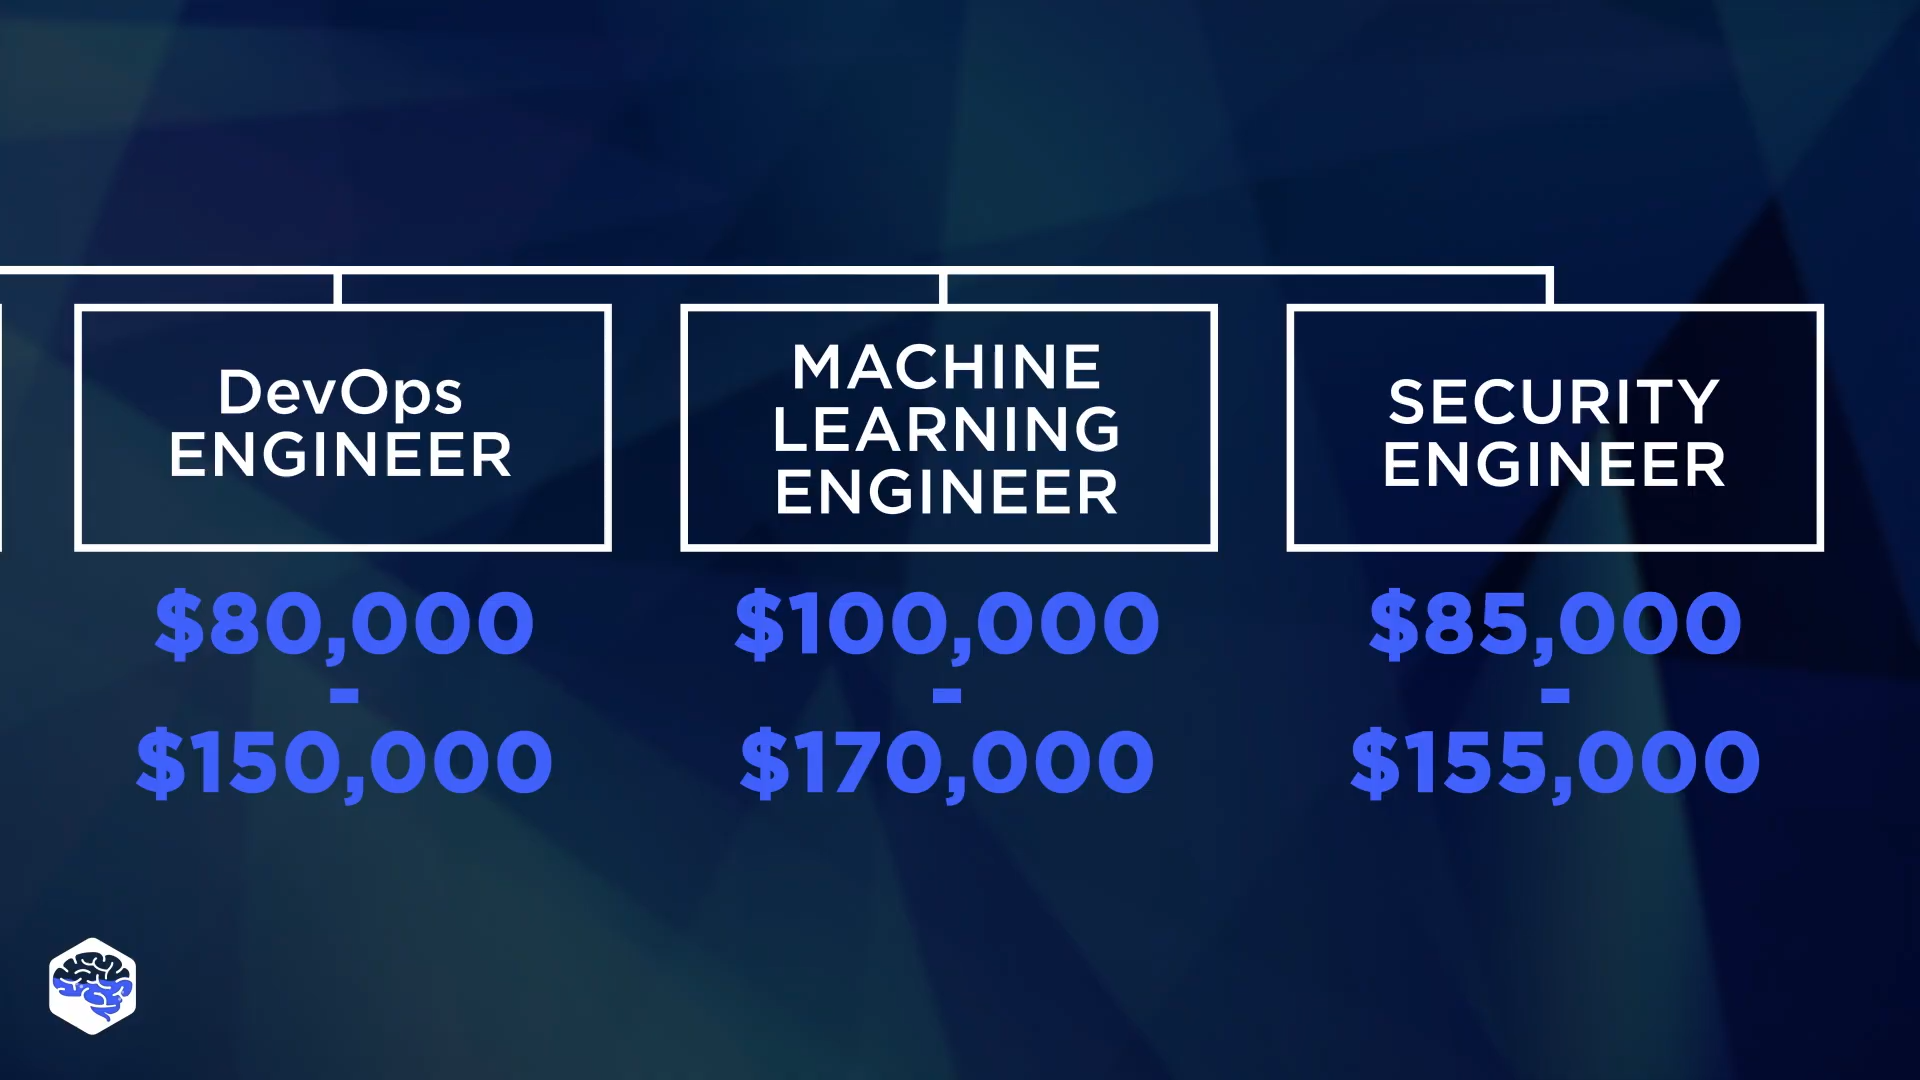 DevOps
ENGINEER
$80,000
-
$150,000
MACHINE
LEARNING
ENGINEER
$100,000
-
$170,000
SECURITY
ENGINEER
$85,000
-
$155,000